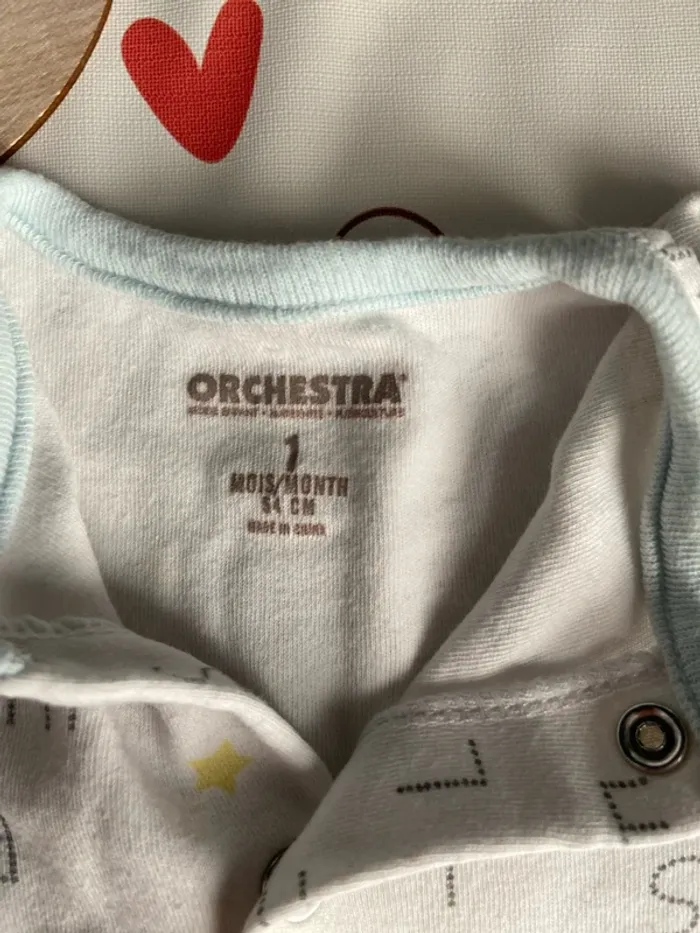 ORCHESTRA
1
MOIS/MONTH
54 CM
MADE IN CHINA